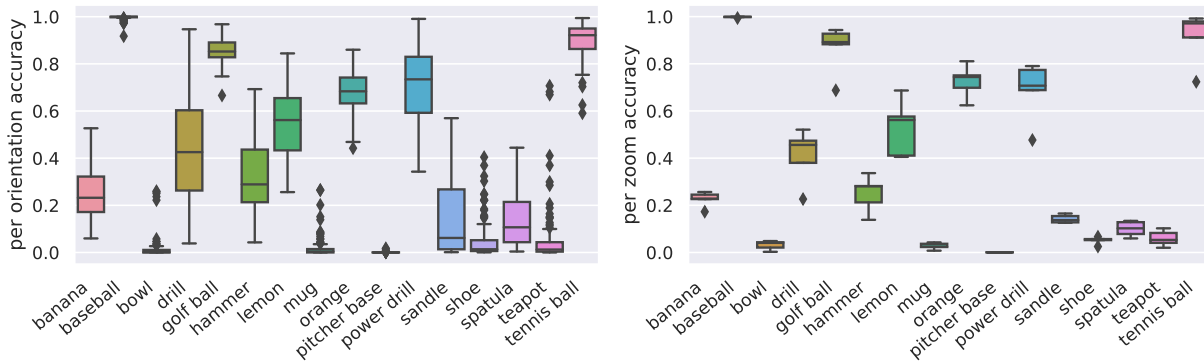 per orientation accuracy
1.0
0.8
0.6
0.4
0.2
0.0
banana
baseball
bowl
drill
golf ball
hammer
lemon
mug
orange
pitcher base
power drill
sandle
shoe
spatula
teapot
tennis ball
per zoom accuracy
1.0
0.8
0.6
0.4
0.2
0.0
banana
baseball
bowl
drill
golf ball
hammer
lemon
mug
orange
pitcher base
power drill
sandle
shoe
spatula
teapot
tennis ball